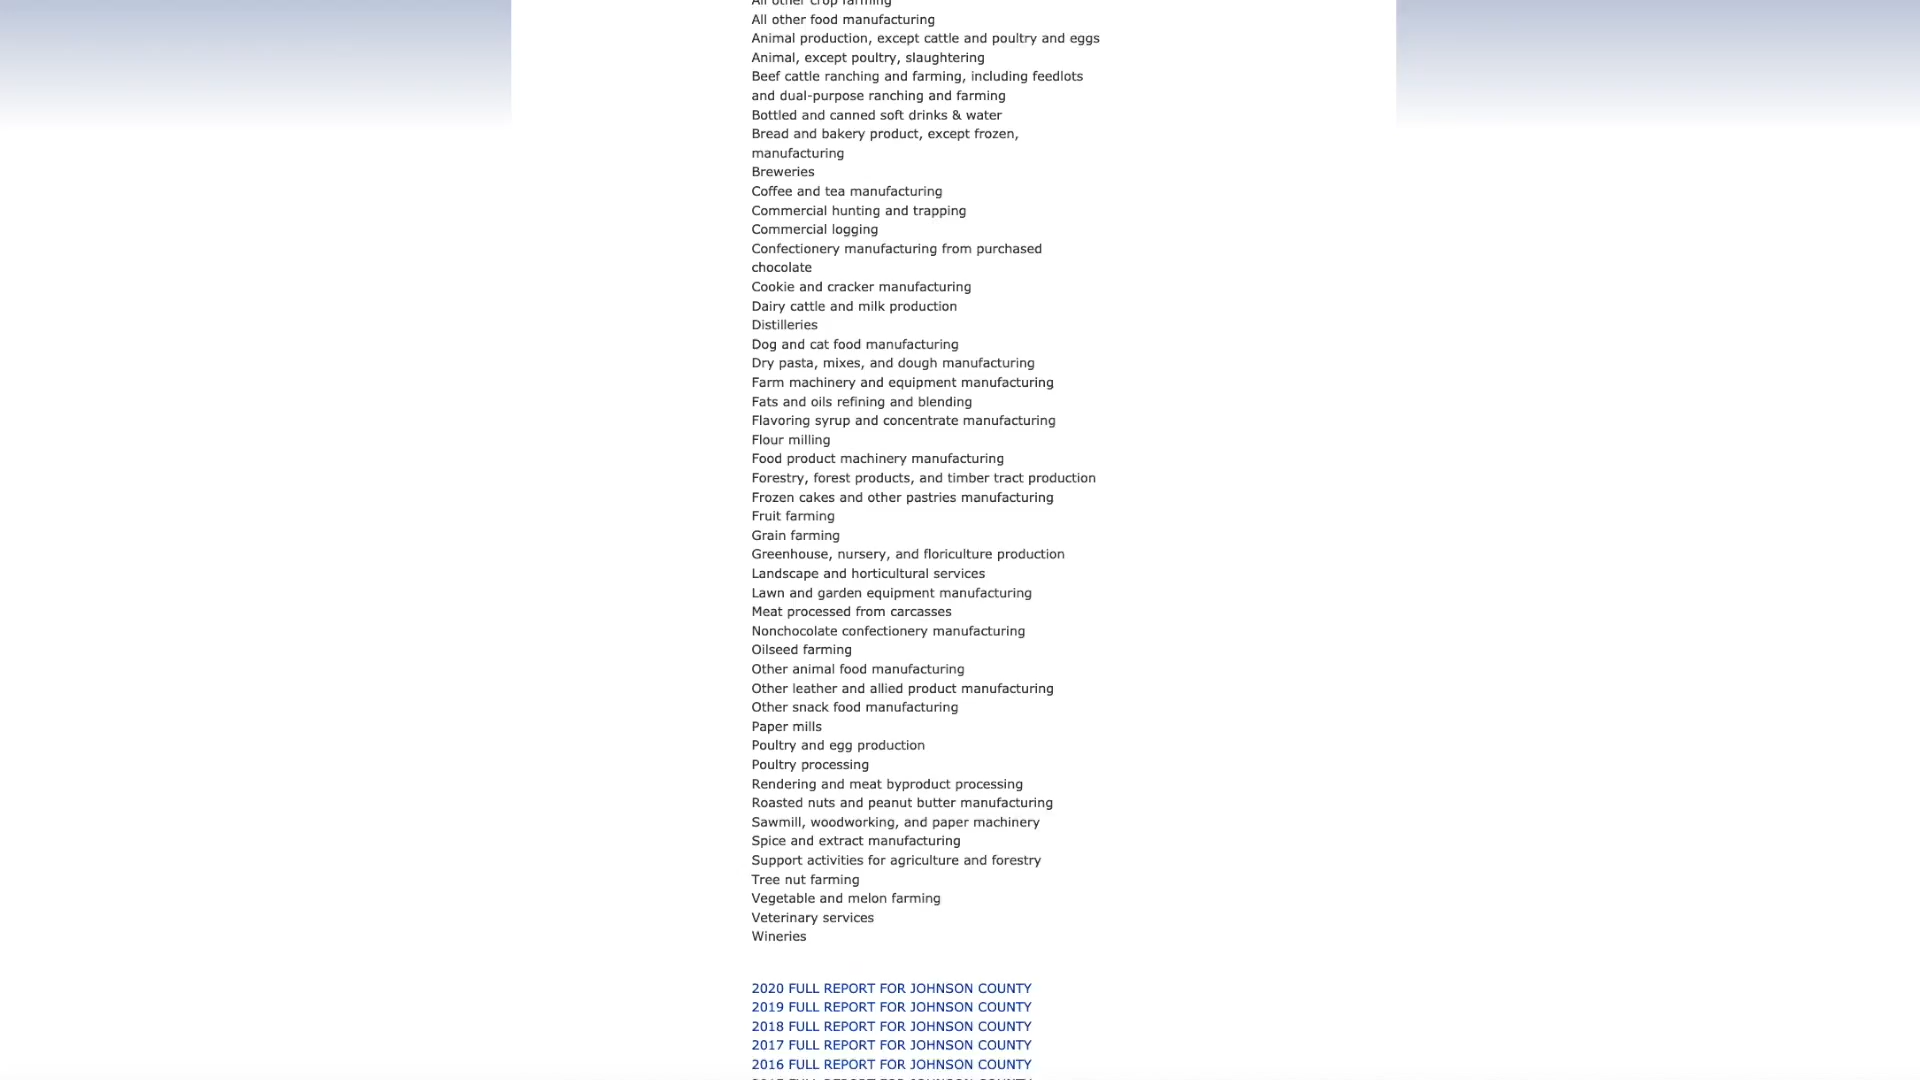 All other crop farming
All other food manufacturing
Animal production, except cattle and poultry and eggs
Animal, except poultry, slaughtering
Beef cattle ranching and farming, including feedlots
and dual-purpose ranching and farming
Bottled and canned soft drinks & water
Bread and bakery product, except frozen,
manufacturing
Breweries
Coffee and tea manufacturing
Commercial hunting and trapping
Commercial logging
Confectionery manufacturing from purchased
chocolate
Cookie and cracker manufacturing
Dairy cattle and milk production
Distilleries
Dog and cat food manufacturing
Dry pasta, mixes, and dough manufacturing
Farm machinery and equipment manufacturing
Fats and oils refining and blending
Flavoring syrup and concentrate manufacturing
Flour milling
Food product machinery manufacturing
Forestry, forest products, and timber tract production
Frozen cakes and other pastries manufacturing
Fruit farming
Grain farming
Greenhouse, nursery, and floriculture production
Landscape and horticultural services
Lawn and garden equipment manufacturing
Meat processed from carcasses
Nonchocolate confectionery manufacturing
Oilseed farming
Other animal food manufacturing
Other leather and allied product manufacturing
Other snack food manufacturing
Paper mills
Poultry and egg production
Poultry processing
Rendering and meat byproduct processing
Roasted nuts and peanut butter manufacturing
Sawmill, woodworking, and paper machinery
Spice and extract manufacturing
Support activities for agriculture and forestry
Tree nut farming
Vegetable and melon farming
Veterinary services
Wineries
2020 FULL REPORT FOR JOHNSON COUNTY
2019 FULL REPORT FOR JOHNSON COUNTY
2018 FULL REPORT FOR JOHNSON COUNTY
2017 FULL REPORT FOR JOHNSON COUNTY
2016 FULL REPORT FOR JOHNSON COUNTY